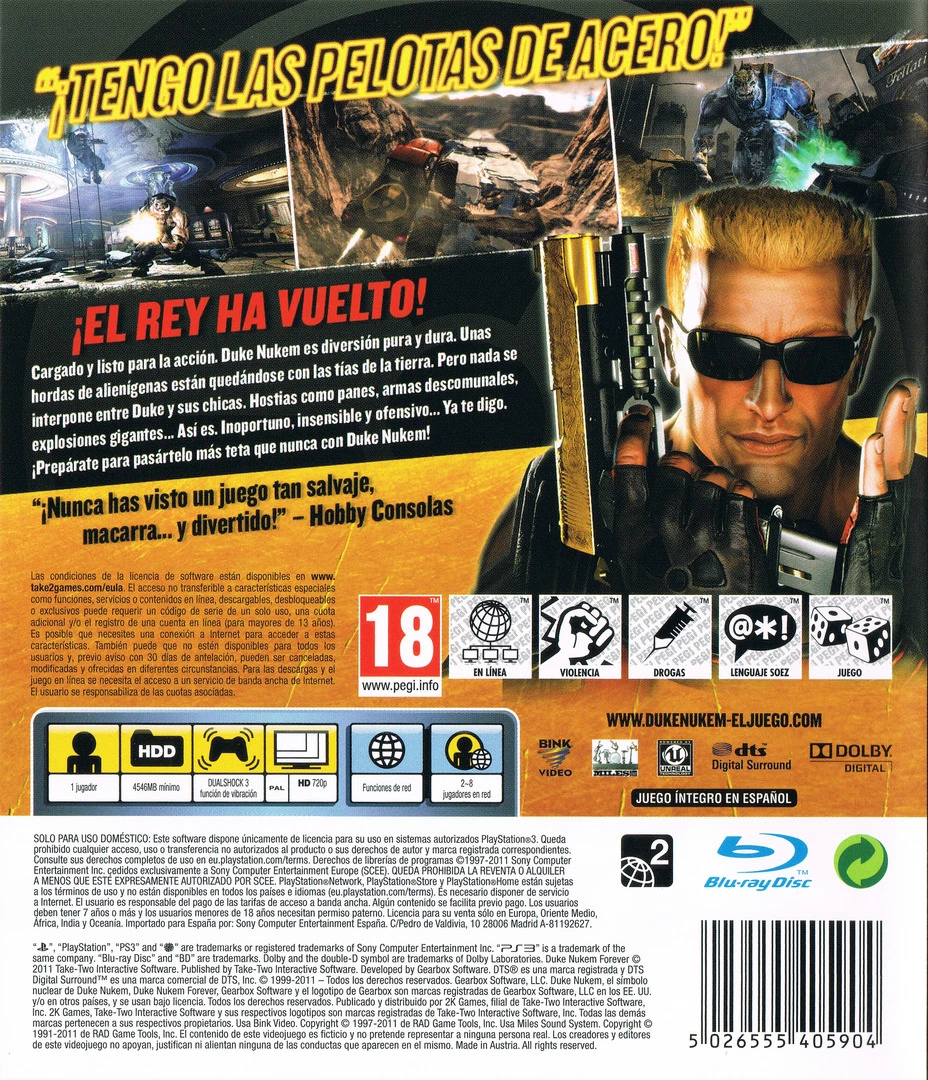 “¡TENGO LAS PELOTAS DE ACERO!”
¡EL REY HA VUELTO!
Cargado y listo para la acción. Duke Nukem es diversión pura y dura. Unas
hordas de alienígenas están quedándose con las tías de la tierra. Pero nada se
interpone entre Duke y sus chicas. Hostias como panes, armas descomunales,
explosiones gigantes... Así es. Inoportuno, insensible y ofensivo... Ya te digo.
¡Prepárate para pasártelo más teta que nunca con Duke Nukem!
“¡Nunca has visto un juego tan salvaje,
macarra... y divertido!” – Hobby Consolas
Las condiciones de la licencia de software están disponibles en www.
take2games.com/eula. El acceso no transferible a características especiales
como funciones, servicios o contenidos en línea, descargables, desbloqueables
o exclusivos puede requerir un código de serie de un solo uso, una cuota
adicional y/o el registro de una cuenta en línea (para mayores de 13 años).
Es posible que necesites una conexión a Internet para acceder a estas
características. También puede que no estén disponibles para todos los
usuarios y, previo aviso con 30 días de antelación, pueden ser canceladas,
modificadas y ofrecidas en diferentes circunstancias. Para las descargas y el
juego en línea se necesita el acceso a un servicio de banda ancha de Internet.
El usuario se responsabiliza de las cuotas asociadas.
18
www.pegi.info
EN LÍNEA
VIOLENCIA
DROGAS
@*!
LENGUAJE SOEZ
JUEGO
WWW.DUKENUKEM-ELJUEGO.COM
BINK
VIDEO
MILES
UNREAL
TECHNOLOGY
dts
Digital Surround
DOLBY
DIGITAL
JUEGO ÍNTEGRO EN ESPAÑOL
1 jugador
HDD
4546MB mínimo
DUALSHOCK 3
función de vibración
PAL
HD 720p
Funciones de red
2–8
jugadores en red
SOLO PARA USO DOMÉSTICO: Este software dispone únicamente de licencia para su uso en sistemas autorizados PlayStation®3. Queda
prohibido cualquier acceso, uso o transferencia no autorizados al producto o sus derechos de autor y marca registrada correspondientes.
Consulte sus derechos completos de uso en eu.playstation.com/terms. Derechos de librerías de programas ©1997-2011 Sony Computer
Entertainment Inc. cedidos exclusivamente a Sony Computer Entertainment Europe (SCEE). QUEDA PROHIBIDA LA REVENTA O ALQUILER
A MENOS QUE ESTÉ EXPRESAMENTE AUTORIZADO POR SCEE. PlayStation®Network, PlayStation®Store y PlayStation®Home están sujetas
a los términos de uso y no están disponibles en todos los países e idiomas (eu.playstation.com/terms). Es necesario disponer de servicio
a Internet. El usuario es responsable del pago de las tarifas de acceso a banda ancha. Algún contenido se facilita previo pago. Los usuarios
deben tener 7 años o más y los usuarios menores de 18 años necesitan permiso paterno. Licencia para su venta sólo en Europa, Oriente Medio,
África, India y Oceanía. Importado para España por: Sony Computer Entertainment España. C/Pedro de Valdivia, 10 28006 Madrid A-81192627.
2
Blu-ray Disc
“ ”, “PlayStation”, “PS3” and “ ” are trademarks or registered trademarks of Sony Computer Entertainment Inc. “PS3” is a trademark of the
same company. “Blu-ray Disc” and “BD” are trademarks. Dolby and the double-D symbol are trademarks of Dolby Laboratories. Duke Nukem Forever ©
2011 Take-Two Interactive Software. Published by Take-Two Interactive Software. Developed by Gearbox Software. DTS® es una marca registrada y DTS
Digital Surround™ es una marca comercial de DTS, Inc. © 1999-2011 – Todos los derechos reservados. Gearbox Software, LLC. Duke Nukem, el símbolo
nuclear de Duke Nukem, Duke Nukem Forever, Gearbox Software y el logotipo de Gearbox son marcas registradas de Gearbox Software, LLC en los EE. UU.
y/o en otros países, y se usan bajo licencia. Todos los derechos reservados. Publicado y distribuido por 2K Games, filial de Take-Two Interactive Software,
Inc. 2K Games, Take-Two Interactive Software y sus respectivos logotipos son marcas registradas de Take-Two Interactive Software, Inc. Todas las demás
marcas pertenecen a sus respectivos propietarios. Usa Bink Video. Copyright © 1997-2011 de RAD Game Tools, Inc. Usa Miles Sound System. Copyright ©
1991-2011 de RAD Game Tools, Inc. El contenido de este videojuego es ficticio y no pretende representar a ninguna persona real. Los creadores y editores
de este videojuego no apoyan, justifican ni alientan ninguna de las conductas que aparecen en el mismo. Made in Austria. All rights reserved.
5 026555 405904